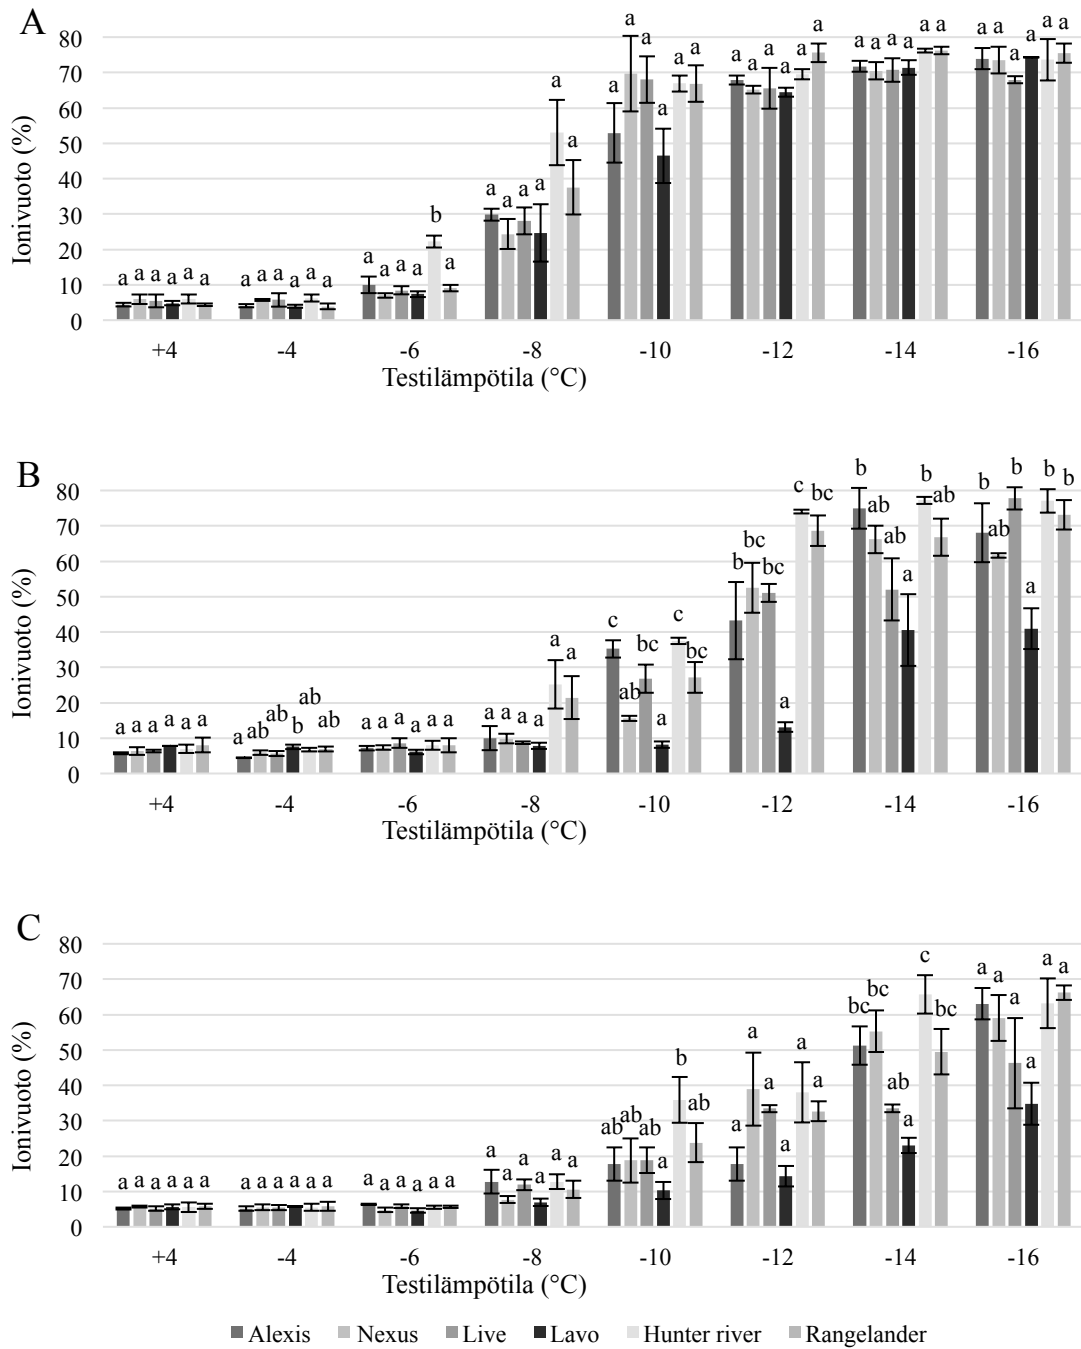 A
80
70
60
50
40
30
20
10
0
Ionivuoto (%)
a a a a a a
a a a a a a
a a a a b a
a a a a a a
a a a a a a
a a a a a a
a a a a a a
a a a a a a
+4 -4 -6 -8 -10 -12 -14 -16
Testilämpötila (°C)
B
80
70
60
50
40
30
20
10
0
Ionivuoto (%)
a a a a a a
a ab ab b ab ab
a a a a a a
a a a a a a
c ab bc a c bc
b bc bc a c bc
b ab ab a b ab
b ab b a b b
+4 -4 -6 -8 -10 -12 -14 -16
Testilämpötila (°C)
C
80
70
60
50
40
30
20
10
0
Ionivuoto (%)
a a a a a a
a a a a a a
a a a a a a
a a a a a a
ab ab ab a b ab
a a a a a a
bc bc ab a c bc
a a a a a a
+4 -4 -6 -8 -10 -12 -14 -16
Testilämpötila (°C)
Alexis Nexus Live Lavo Hunter river Rangelander